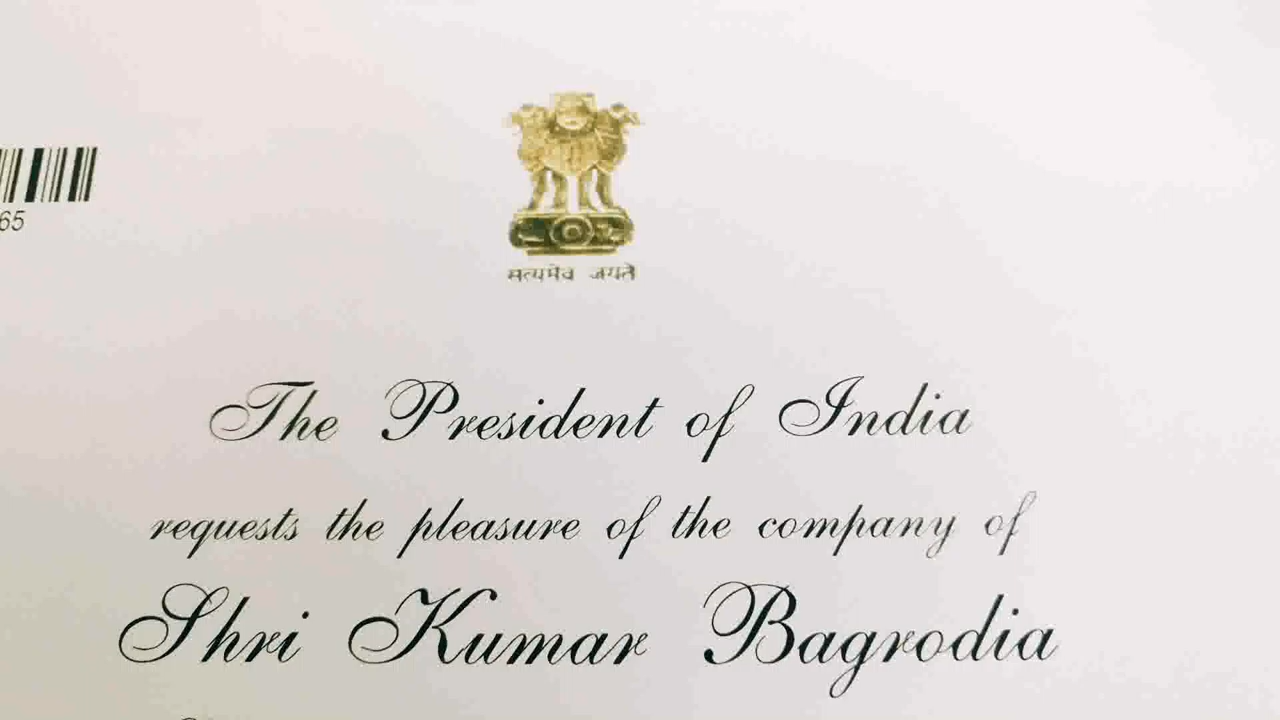 65
सत्यमेव जयते
The President of India
requests the pleasure of the company of
Shri Kumar Bagrodia